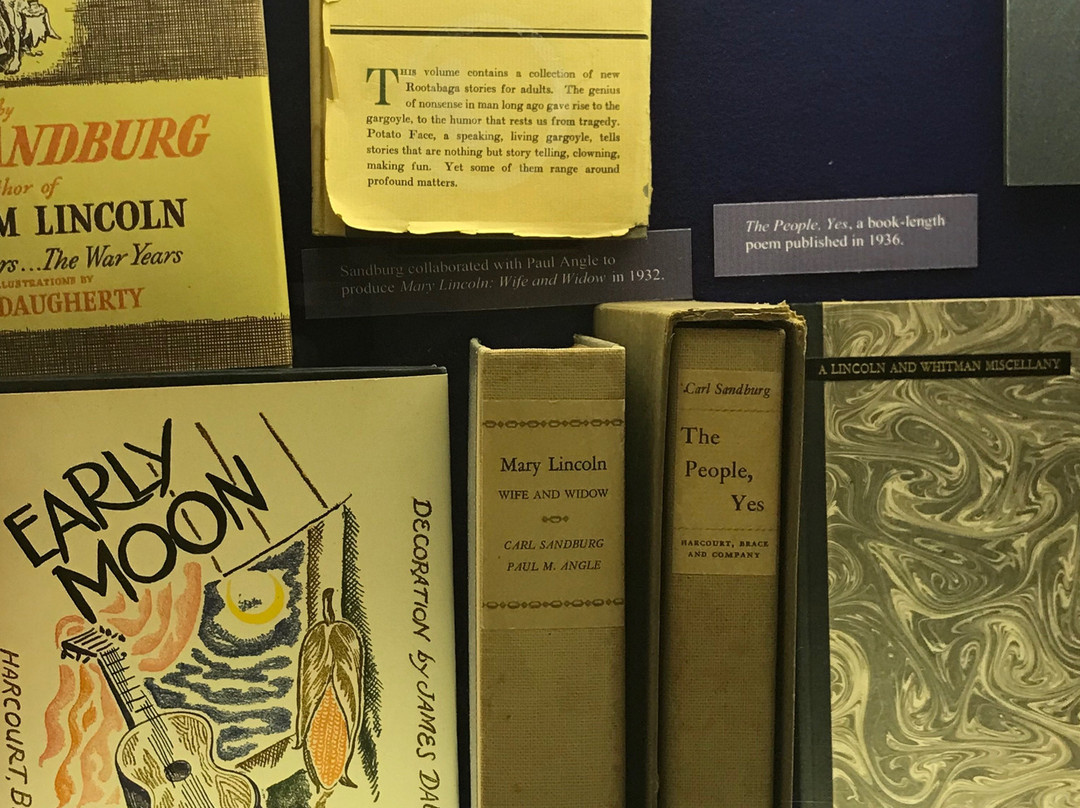 by
ANDBURG
hor of
M LINCOLN
rs...The War Years
ILLUSTRATIONS BY
DAUGHERTY
THIS volume contains a collection of new
Rootabaga stories for adults. The genius
of nonsense in man long ago gave rise to the
gargoyle, to the humor that rests us from tragedy.
Potato Face, a speaking, living gargoyle, tells
stories that are nothing but story telling, clowning,
making fun. Yet some of them range around
profound matters.
Sandburg collaborated with Paul Angle to
produce Mary Lincoln: Wife and Widow in 1932.
The People, Yes, a book-length
poem published in 1936.
EARLY
MOON
DECORATION by JAMES DA
HARCOURT, B
Mary Lincoln
WIFE AND WIDOW
CARL SANDBURG
PAUL M. ANGLE
Carl Sandburg
The
People,
Yes
HARCOURT, BRACE
AND COMPANY
A LINCOLN AND WHITMAN MISCELLANY